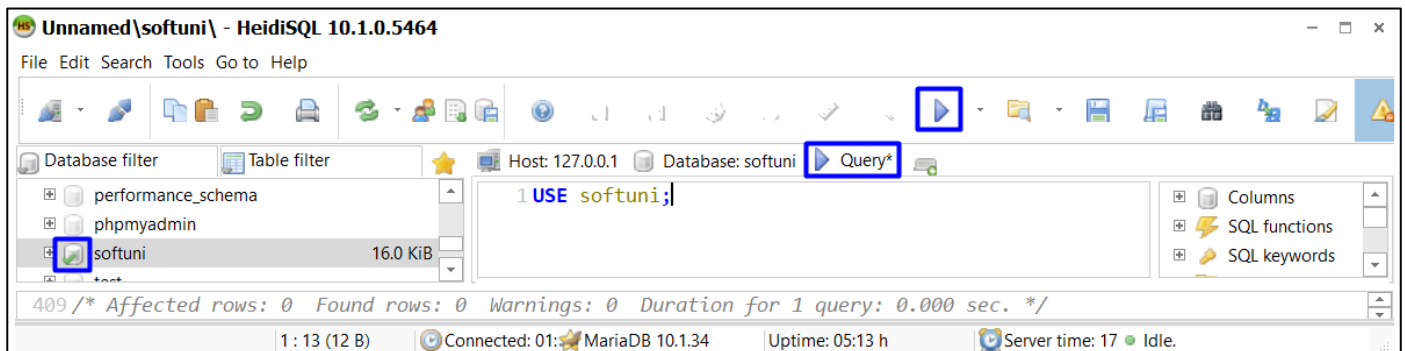 Unnamed\softuni\ - HeidiSQL 10.1.0.5464
File Edit Search Tools Go to Help
Database filter Table filter Host: 127.0.0.1 Database: softuni Query*
performance_schema
phpmyadmin
softuni 16.0 KiB
test
1 USE softuni;
Columns
SQL functions
SQL keywords
409 /* Affected rows: 0 Found rows: 0 Warnings: 0 Duration for 1 query: 0.000 sec. */
1 : 13 (12 B) Connected: 01: MariaDB 10.1.34 Uptime: 05:13 h Server time: 17 Idle.